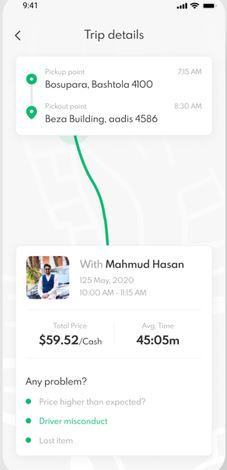 9:41
Trip details
Pickup point 7:15 AM
Bosupara, Bashtola 4100
Pickout point 8:30 AM
Beza Building, aadis 4586
With Mahmud Hasan
125 May, 2020
10:00 AM - 11:15 AM
Total Price Avg, Time
$59.52/Cash 45:05m
Any problem?
Price higher than expected?
Driver misconduct
Lost item